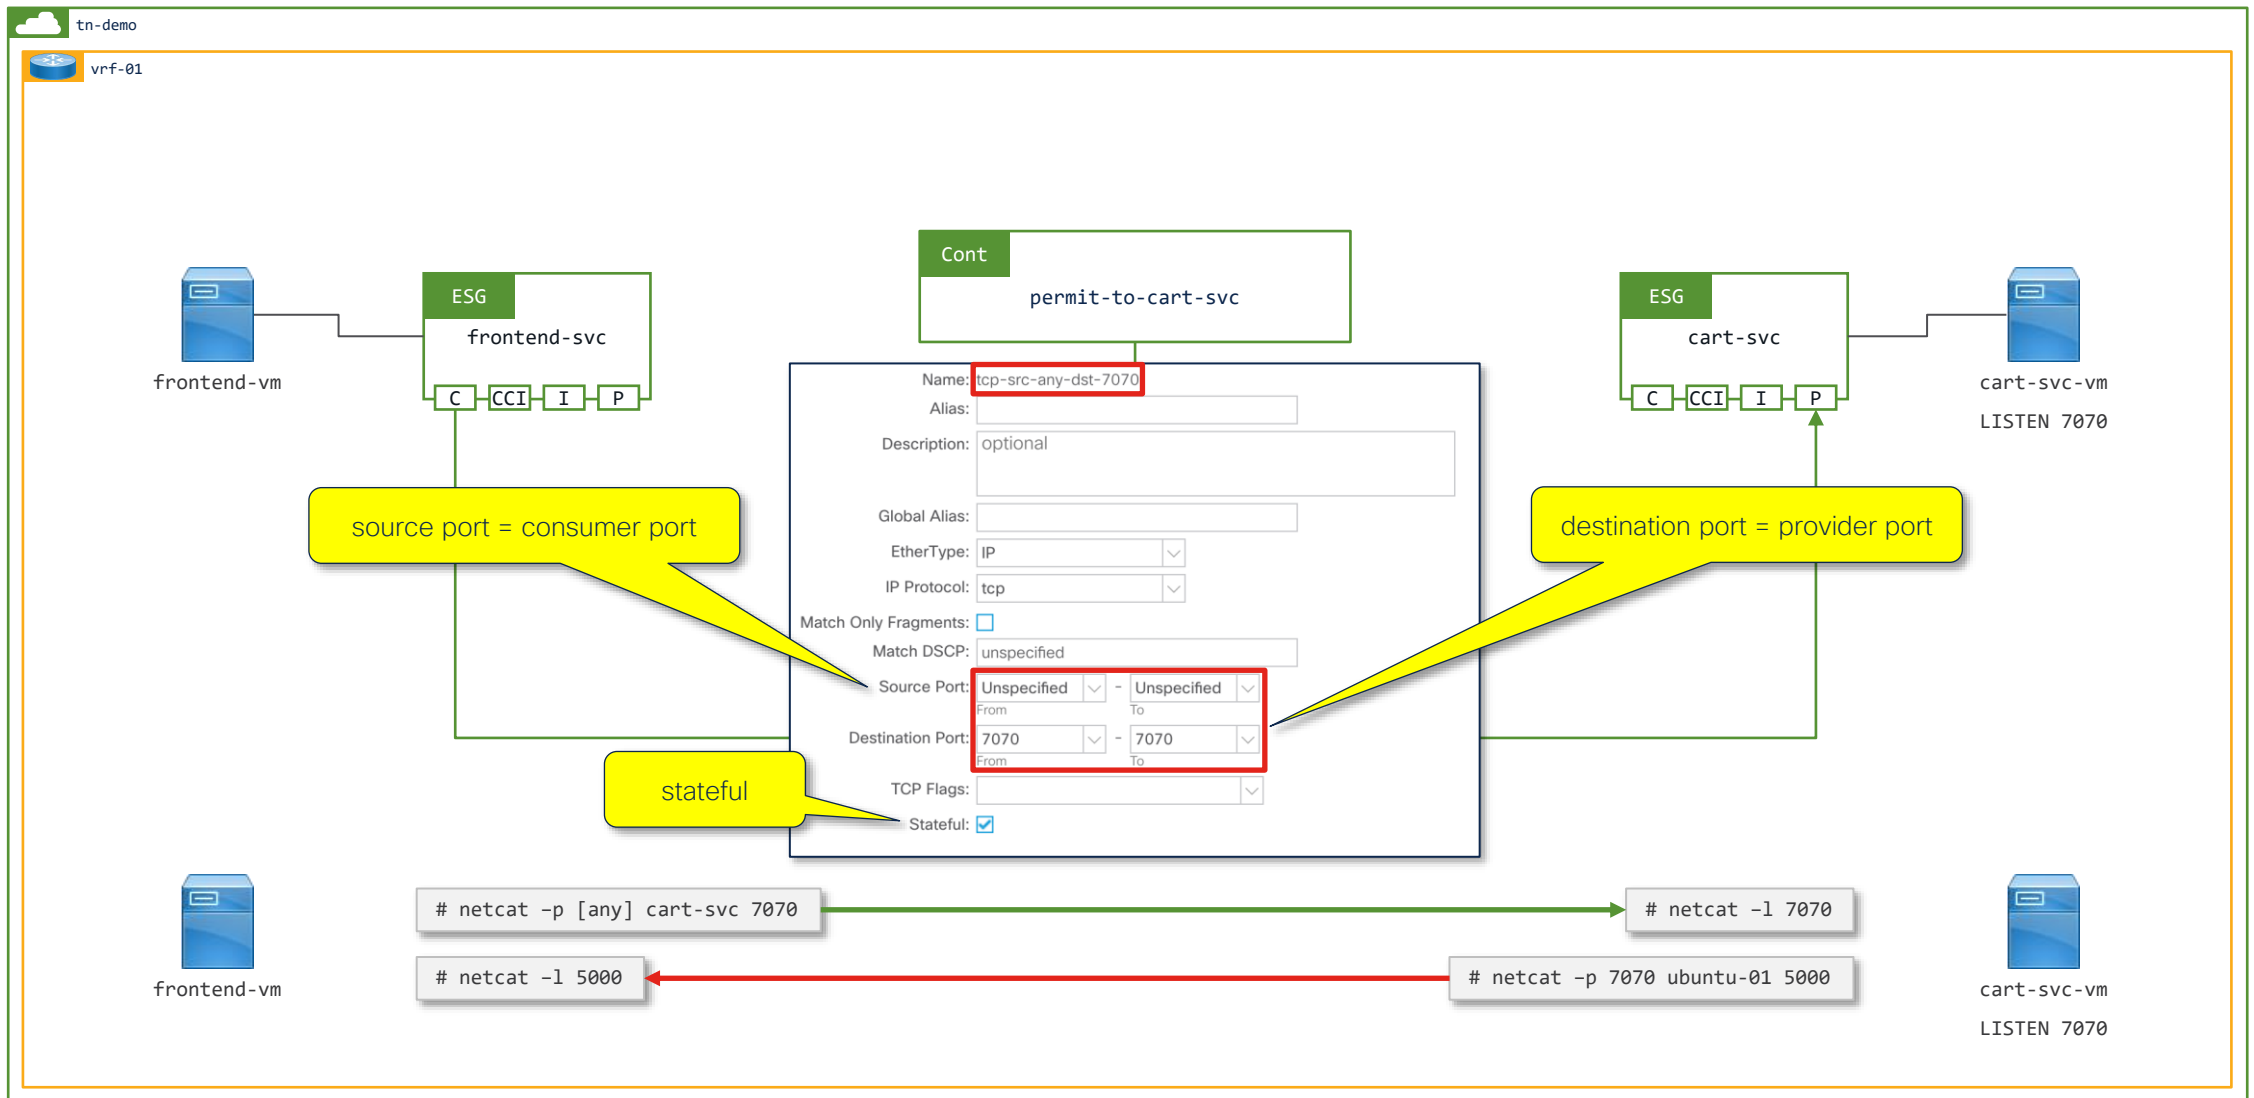 tn-demo
vrf-01
Cont
permit-to-cart-svc
ESG
frontend-svc
C CCI I P
frontend-vm
ESG
cart-svc
C CCI I P
cart-svc-vm
LISTEN 7070
Name: tcp-src-any-dst-7070
Alias:
Description: optional
Global Alias:
EtherType: IP
IP Protocol: tcp
Match Only Fragments:
Match DSCP: unspecified
Source Port: Unspecified - Unspecified
From To
Destination Port: 7070 - 7070
From To
TCP Flags:
Stateful:
source port = consumer port
destination port = provider port
stateful
# netcat –p [any] cart-svc 7070
# netcat –l 7070
# netcat –l 5000
# netcat –p 7070 ubuntu-01 5000
frontend-vm
cart-svc-vm
LISTEN 7070